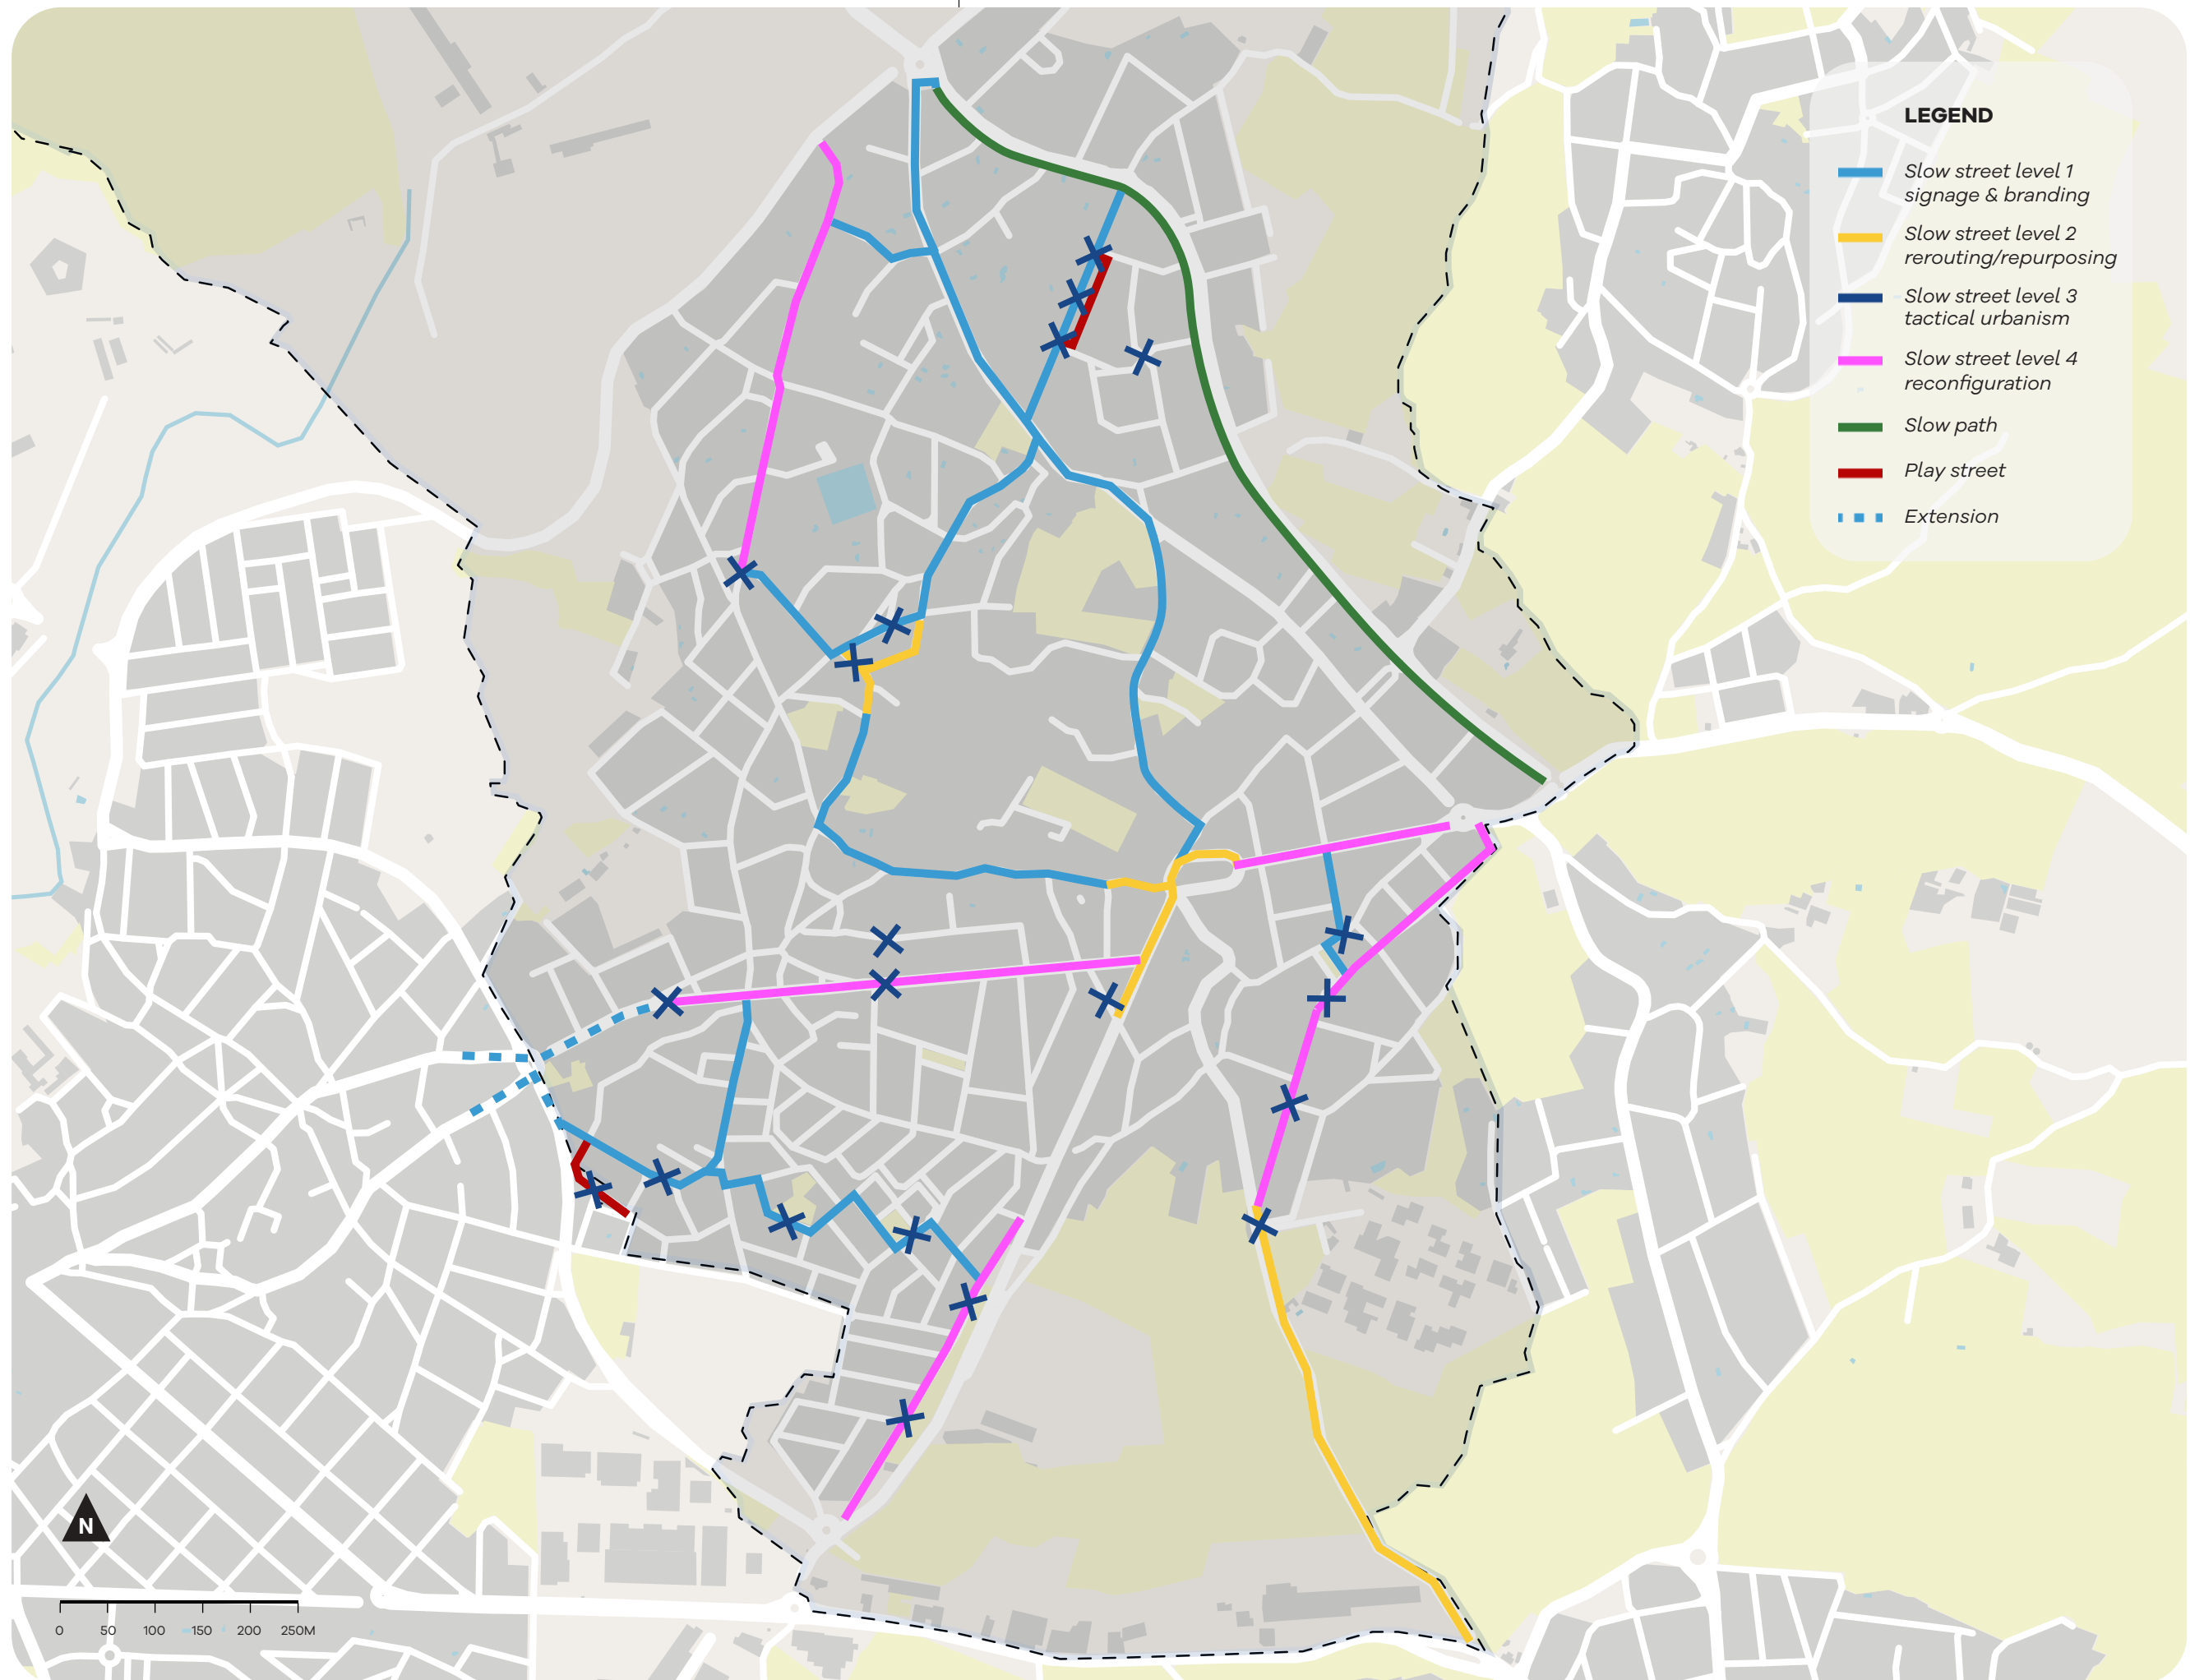 LEGEND
Slow street level 1
signage & branding
Slow street level 2
rerouting/repurposing
Slow street level 3
tactical urbanism
Slow street level 4
reconfiguration
Slow path
Play street
Extension
N
0 50 100 150 200 250M